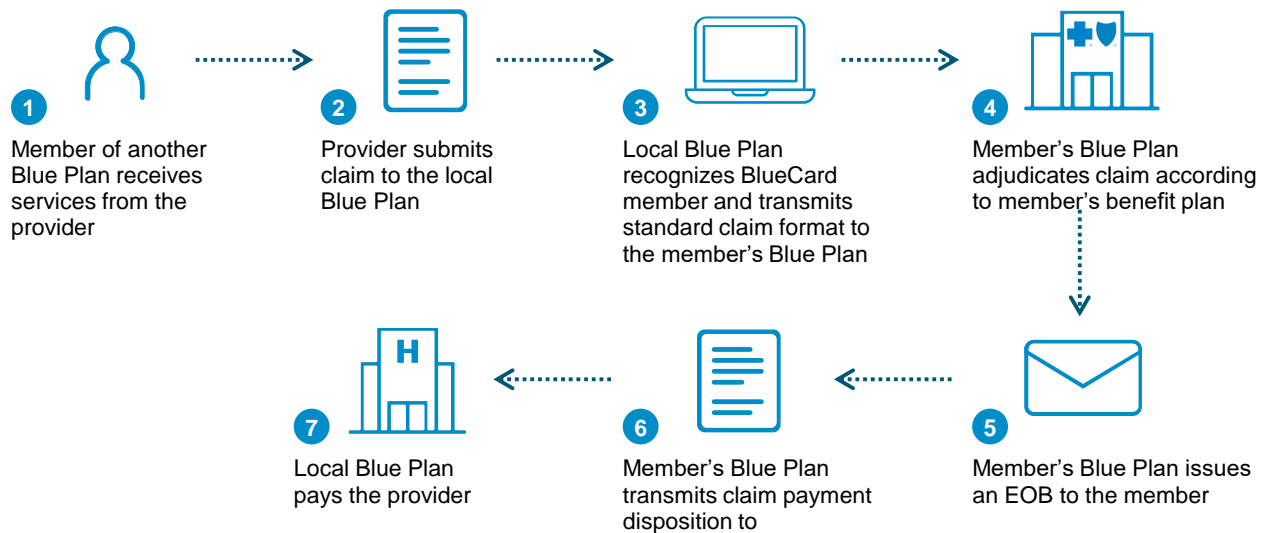 1
Member of another
Blue Plan receives
services from the
provider
2
Provider submits
claim to the local
Blue Plan
3
Local Blue Plan
recognizes BlueCard
member and transmits
standard claim format to
the member's Blue Plan
4
Member's Blue Plan
adjudicates claim according
to member's benefit plan
H
7
Local Blue Plan
pays the provider
6
Member's Blue Plan
transmits claim payment
disposition to
5
Member's Blue Plan issues
an EOB to the member